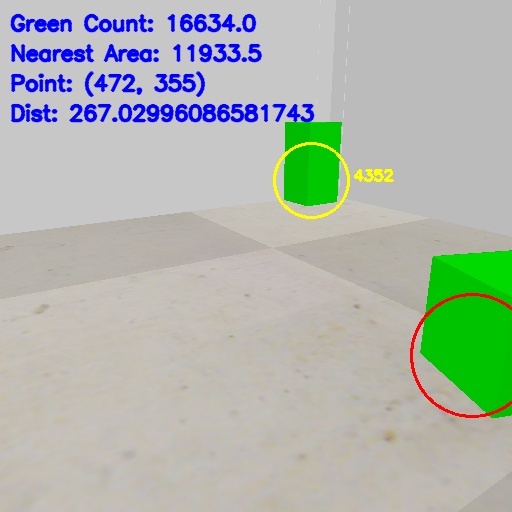 Green Count: 16634.0
Nearest Area: 11933.5
Point: (472, 355)
Dist: 267.02996086581743
4352